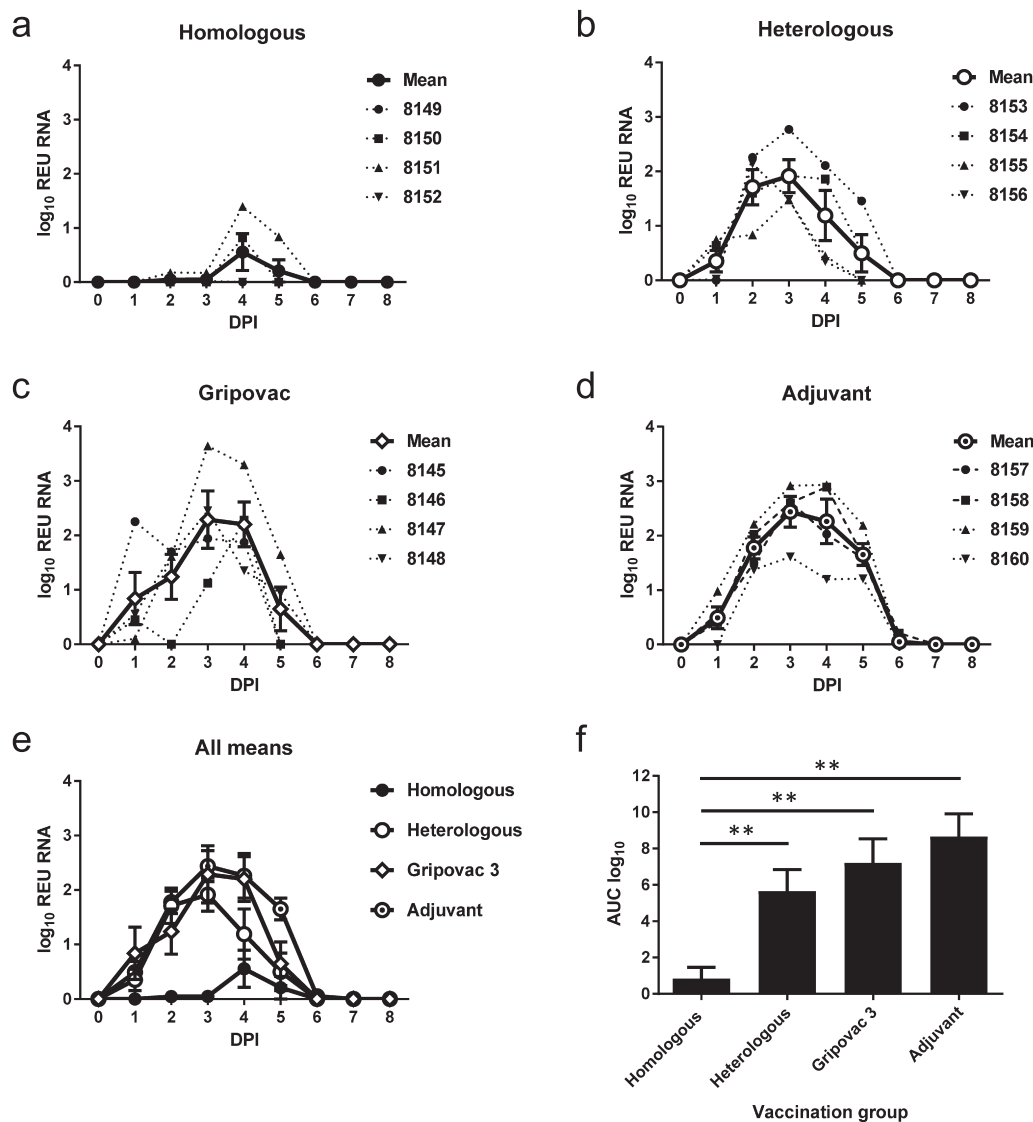 a
Homologous
log10 REU RNA
4
3
2
1
0
0 1 2 3 4 5 6 7 8
DPI
Mean
8149
8150
8151
8152
b
Heterologous
log10 REU RNA
4
3
2
1
0
0 1 2 3 4 5 6 7 8
DPI
Mean
8153
8154
8155
8156
c
Gripovac
log10 REU RNA
4
3
2
1
0
0 1 2 3 4 5 6 7 8
DPI
Mean
8145
8146
8147
8148
d
Adjuvant
log10 REU RNA
4
3
2
1
0
0 1 2 3 4 5 6 7 8
DPI
Mean
8157
8158
8159
8160
e
All means
log10 REU RNA
4
3
2
1
0
0 1 2 3 4 5 6 7 8
DPI
Homologous
Heterologous
Gripovac 3
Adjuvant
f
AUC log10
12
10
8
6
4
2
0
**
**
**
Homologous
Heterologous
Gripovac 3
Adjuvant
Vaccination group